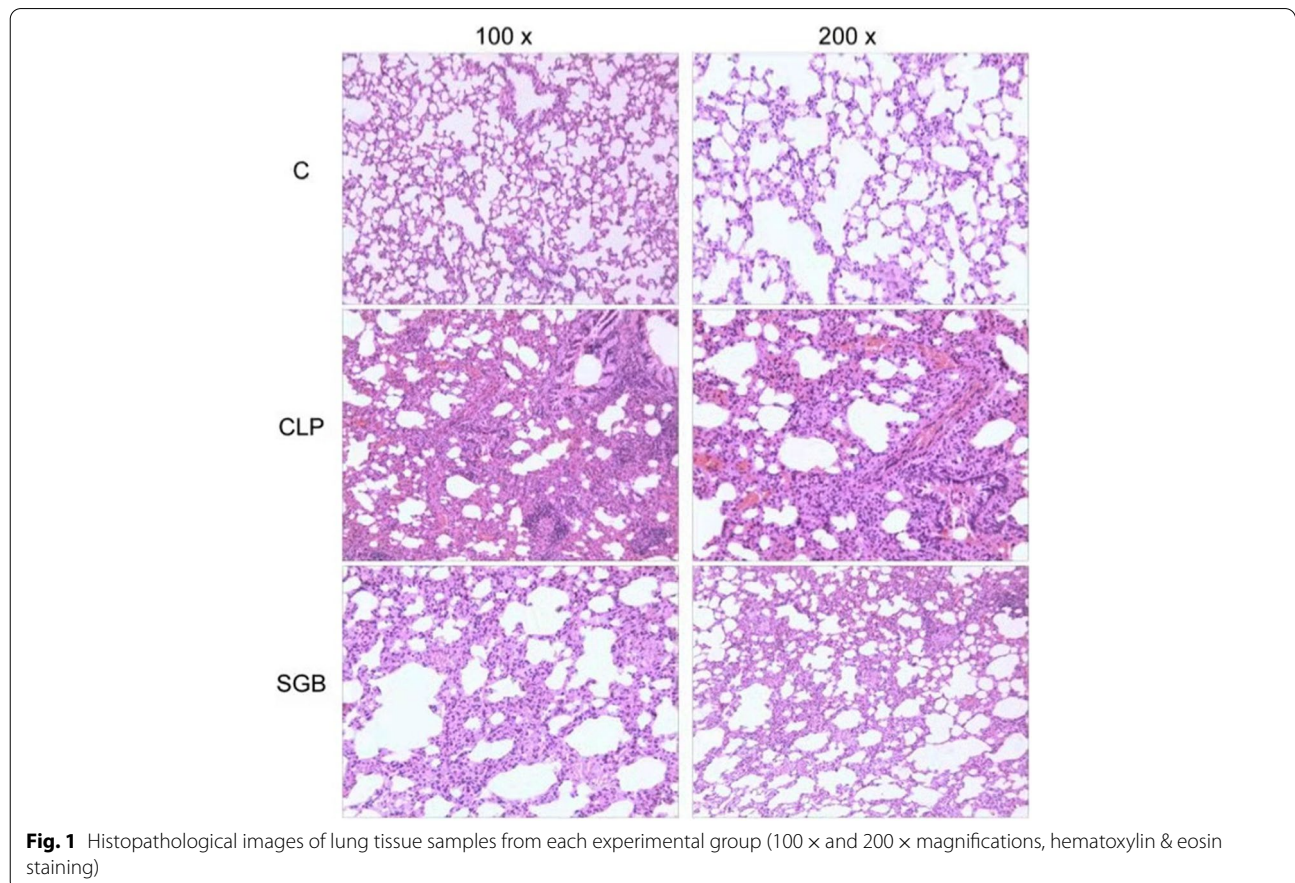 100 x
200 x
C
CLP
SGB
Fig. 1 Histopathological images of lung tissue samples from each experimental group (100 × and 200 × magnifications, hematoxylin & eosin
staining)